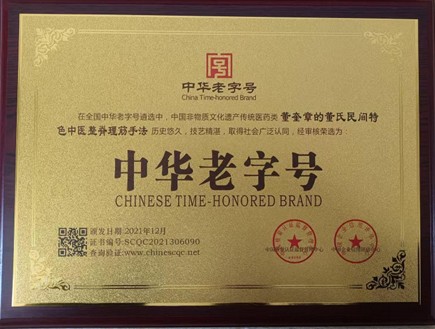 中华老字号
China Time-honored Brand
在全国中华老字号遴选中，中国非物质文化遗产传统医药类 董奎章的董氏民间特
色中医整脊理筋手法 历史悠久，技艺精湛，取得社会广泛认同，经审核荣选为：
中华老字号
CHINESE TIME-HONORED BRAND
颁发日期:2021年12月
证书编号:SCQC2021306090
查询验证:www.chinescqc.net